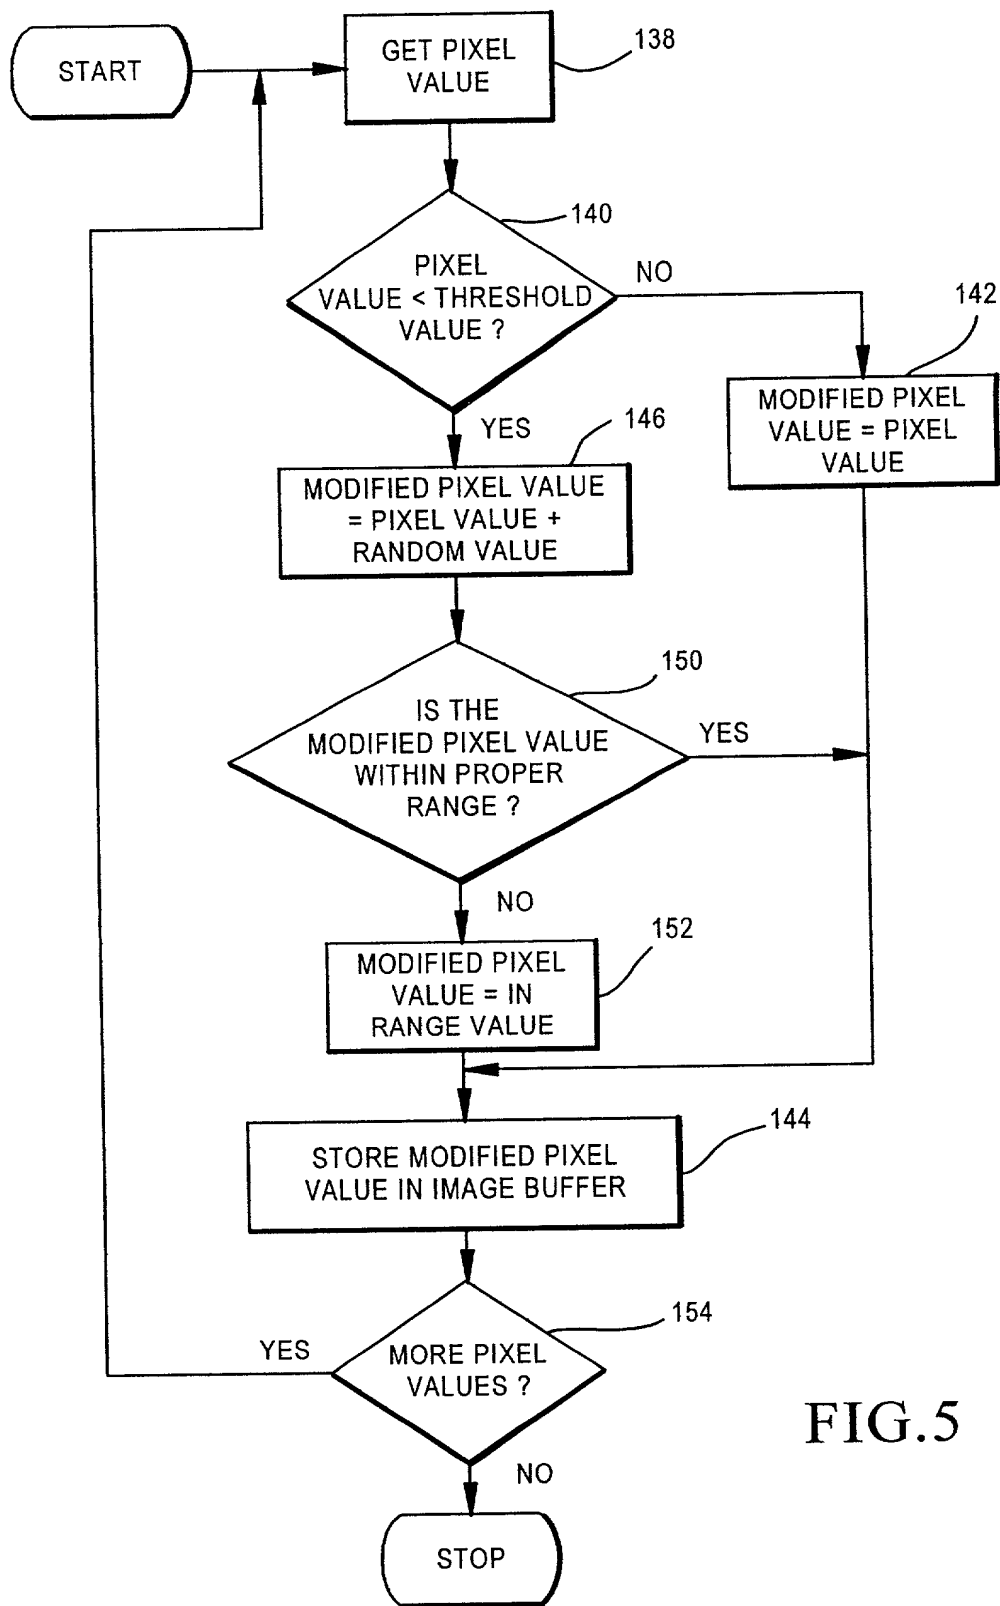 START
GET PIXEL
VALUE
138
140
PIXEL
VALUE < THRESHOLD
VALUE ?
NO
142
MODIFIED PIXEL
VALUE = PIXEL
VALUE
YES
146
MODIFIED PIXEL VALUE
= PIXEL VALUE +
RANDOM VALUE
150
IS THE
MODIFIED PIXEL VALUE
WITHIN PROPER
RANGE ?
YES
NO
152
MODIFIED PIXEL
VALUE = IN
RANGE VALUE
144
STORE MODIFIED PIXEL
VALUE IN IMAGE BUFFER
154
YES
MORE PIXEL
VALUES ?
FIG.5
NO
STOP